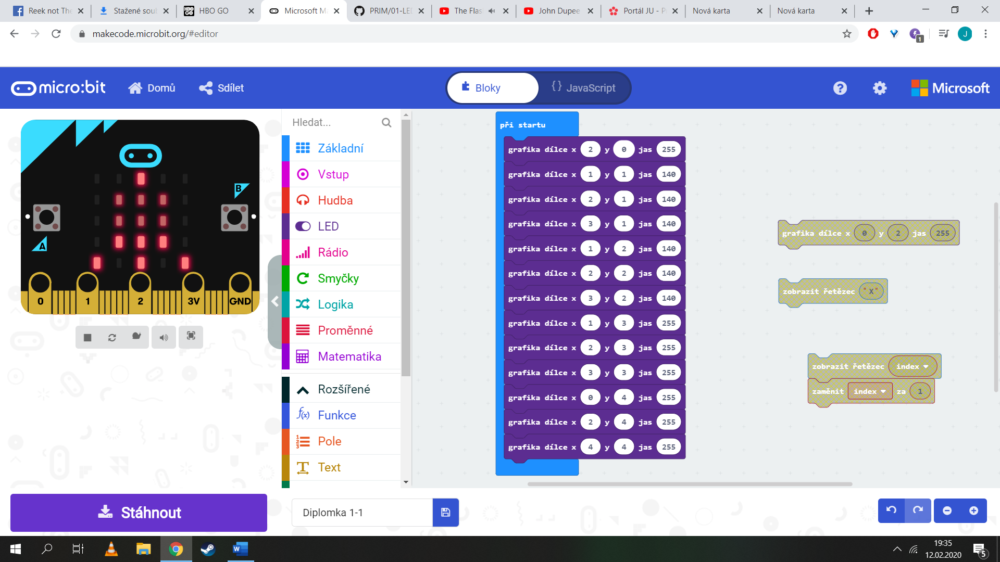 Reek not The
Stažené soul
HBO GO
Microsoft M
PRIM/01-LE
The Flas
John Dupee
Portál JU - P
Nová karta
Nová karta
makecode.microbit.org/#editor
J
1
micro:bit
Domů
Sdílet
Bloky
{} JavaScript
Microsoft
B
A
0 1 2 3V GND
Hledat...
Základní
Vstup
Hudba
LED
Rádio
Smyčky
Logika
Proměnné
Matematika
Rozšířené
Funkce
Pole
Text
při startu
grafika dílce x 2 y 0 jas 255
grafika dílce x 1 y 1 jas 140
grafika dílce x 2 y 1 jas 140
grafika dílce x 3 y 1 jas 140
grafika dílce x 1 y 2 jas 140
grafika dílce x 2 y 2 jas 140
grafika dílce x 3 y 2 jas 140
grafika dílce x 1 y 3 jas 255
grafika dílce x 2 y 3 jas 255
grafika dílce x 3 y 3 jas 255
grafika dílce x 0 y 4 jas 255
grafika dílce x 2 y 4 jas 255
grafika dílce x 4 y 4 jas 255
grafika dílce x 0 y 2 jas 255
zobrazit řetězec "X"
zobrazit řetězec index
zaměnit index za 1
Stáhnout
Diplomka 1-1
19:35
12.02.2020
5